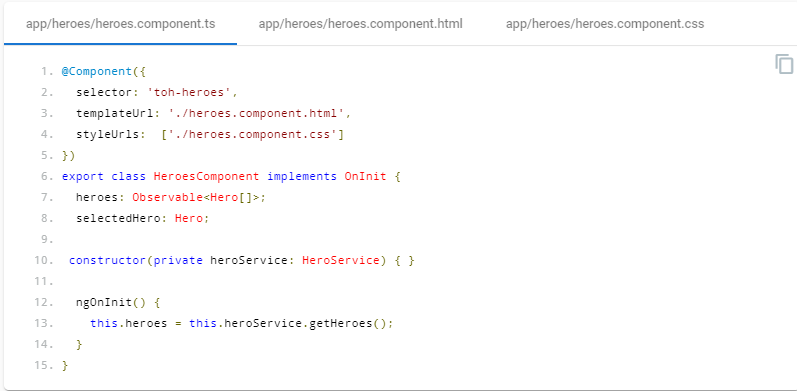 app/heroes/heroes.component.ts app/heroes/heroes.component.html app/heroes/heroes.component.css
1. @Component({
2. selector: 'toh-heroes',
3. templateUrl: './heroes.component.html',
4. styleUrls:  ['./heroes.component.css']
5. })
6. export class HeroesComponent implements OnInit {
7. heroes: Observable<Hero[]>;
8. selectedHero: Hero;
9.
10. constructor(private heroService: HeroService) { }
11.
12. ngOnInit() {
13. this.heroes = this.heroService.getHeroes();
14. }
15. }